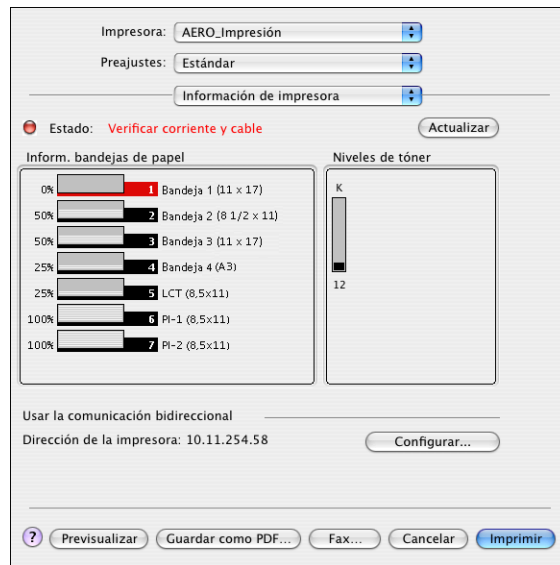 Impresora: AERO_Impresión
Preajustes: Estándar
Información de impresora
Estado: Verificar corriente y cable Actualizar
Inform. bandejas de papel Niveles de tóner
0% 1 Bandeja 1 (11 x 17)
50% 2 Bandeja 2 (8 1/2 x 11)
50% 3 Bandeja 3 (11 x 17)
25% 4 Bandeja 4 (A3)
25% 5 LCT (8,5x11)
100% 6 PI-1 (8,5x11)
100% 7 PI-2 (8,5x11)
K
12
Usar la comunicación bidireccional
Dirección de la impresora: 10.11.254.58 Configurar...
? Previsualizar Guardar como PDF... Fax... Cancelar Imprimir